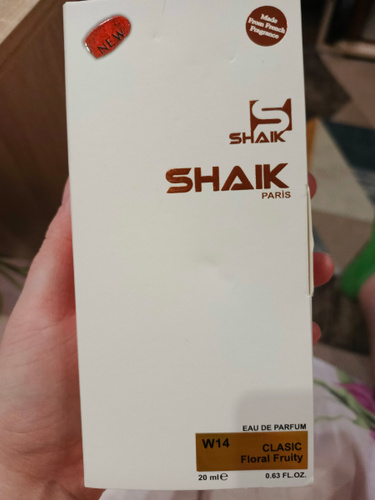 NEW
Made
From French
Fragrance
S
SHAIK
SHAIK
PARİS
EAU DE PARFUM
W14
CLASIC
Floral Fruity
20 ml℮
0.63 FL.OZ.